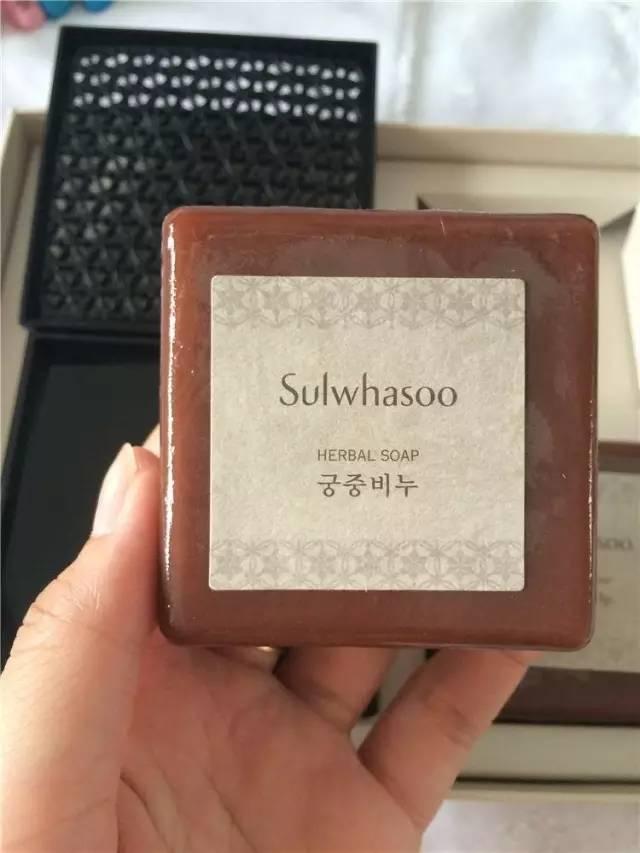 Sulwhasoo
HERBAL SOAP
궁중비누